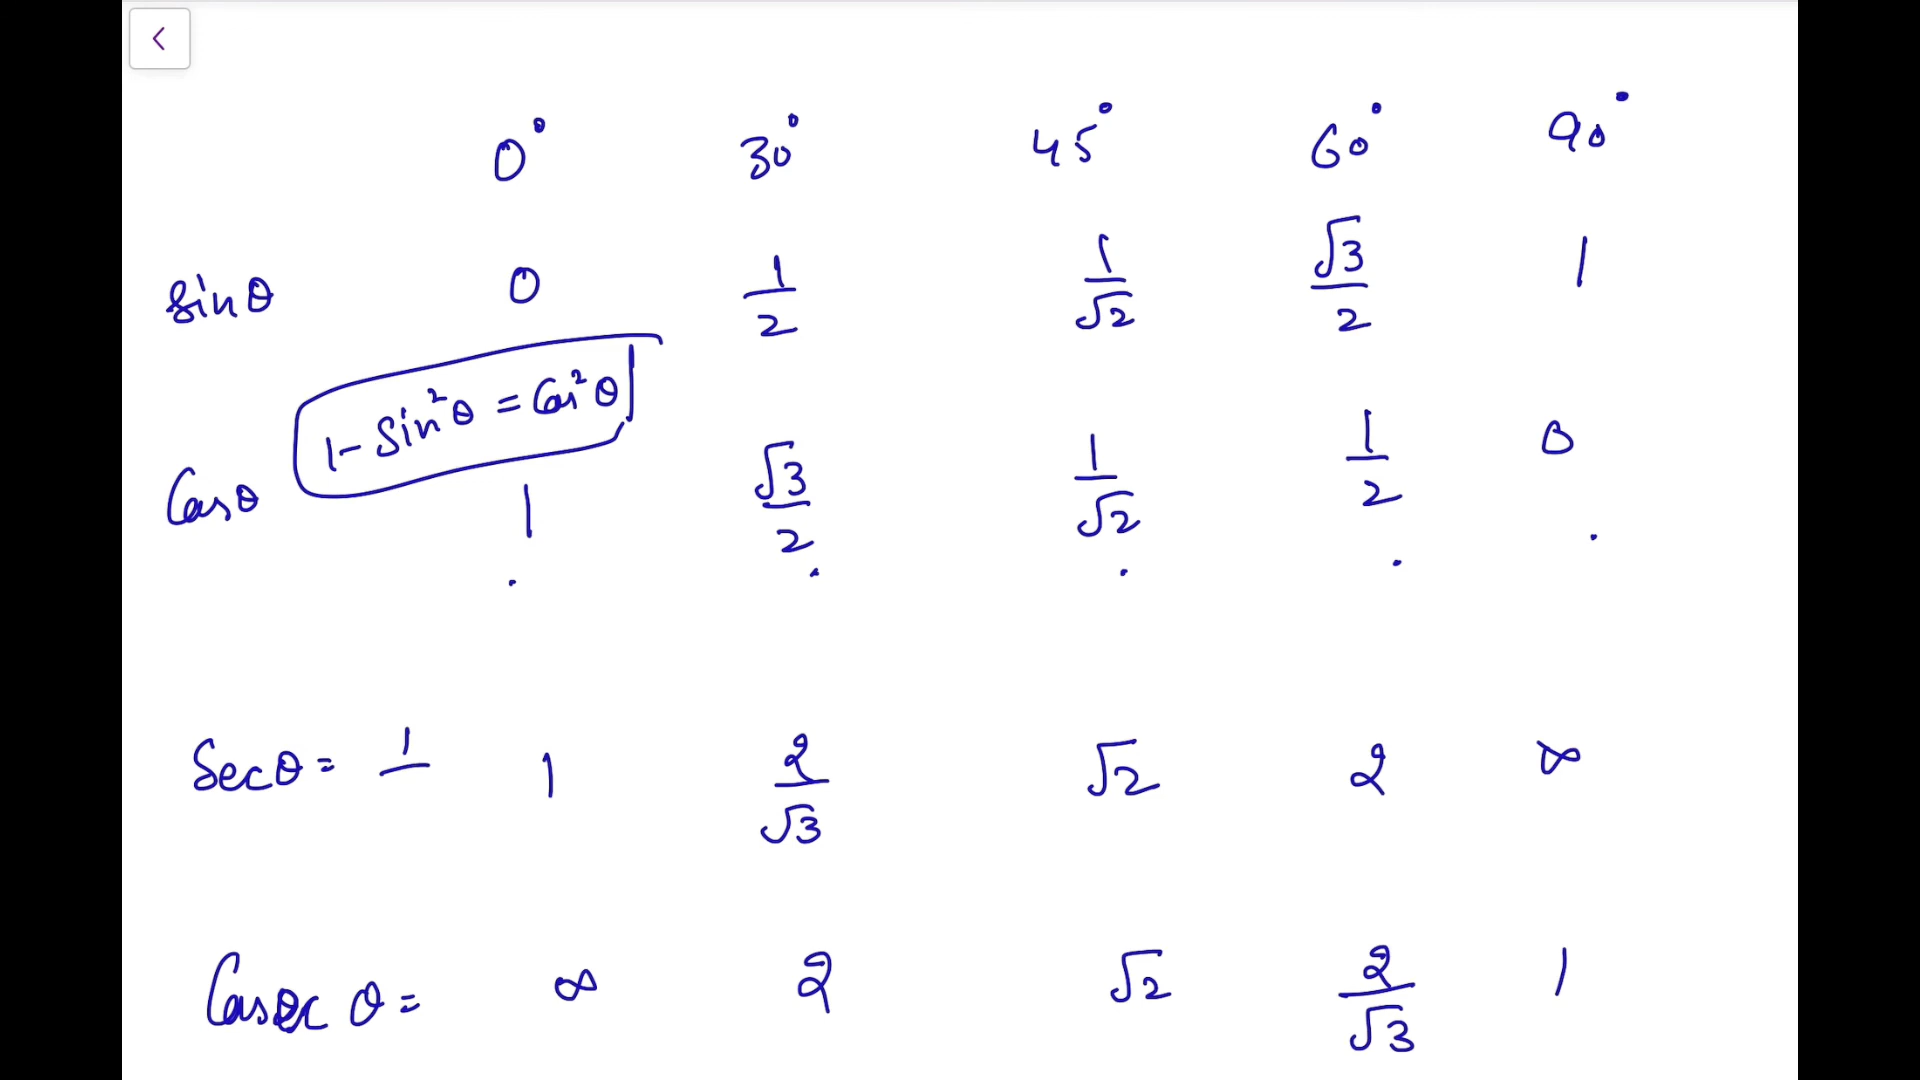 0° 30° 45° 60° 90°
Sinθ 0 1/2 1/√2 √3/2 1
1 - Sin²θ = Cos²θ
Cosθ 1 √3/2 1/√2 1/2 0
Secθ = 1/ 1 2/√3 √2 2 ∞
Cosec θ = ∞ 2 √2 2/√3 1